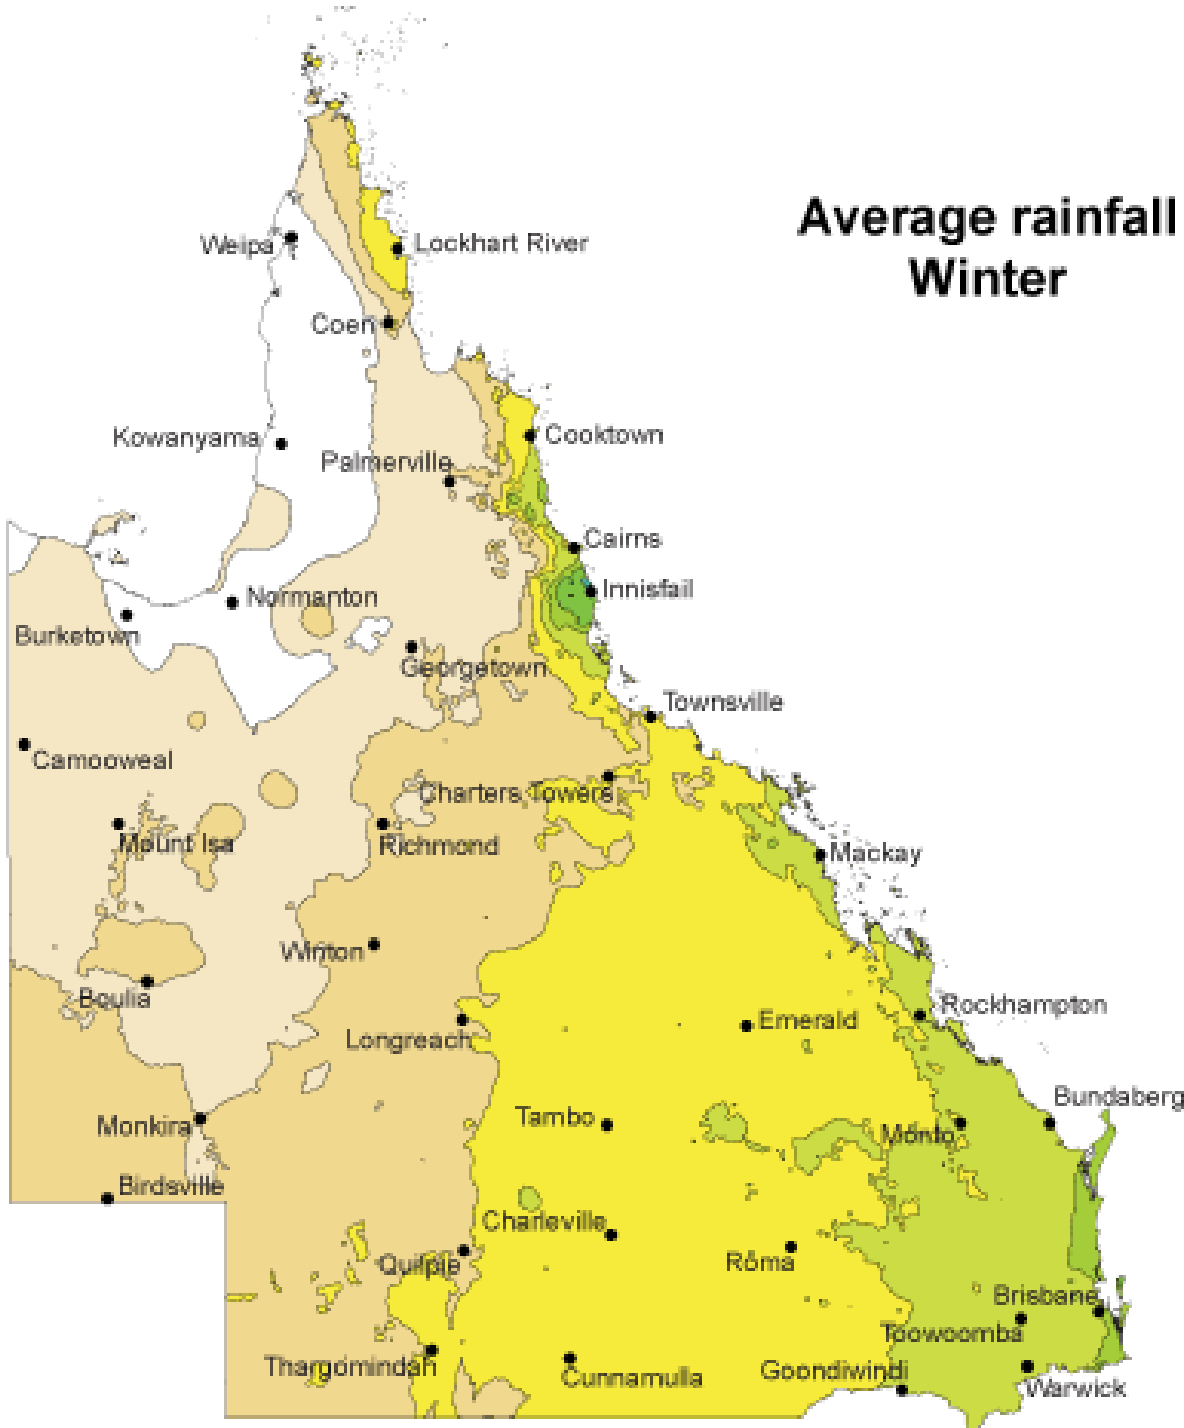 Average rainfall
Winter
Weipa
Lockhart River
Coen
Kowanyama
Cooktown
Palmerville
Cairns
Innisfail
Normanton
Burketown
Georgetown
Townsville
Camooweal
Charters Towers
Mount Isa
Richmond
Mackay
Winton
Boulia
Rockhampton
Longreach
Emerald
Bundaberg
Monkira
Tambo
Monto
Birdsville
Charleville
Quilpie
Roma
Brisbane
Toowoomba
Thargomindah
Cunnamulla
Goondiwindi
Warwick